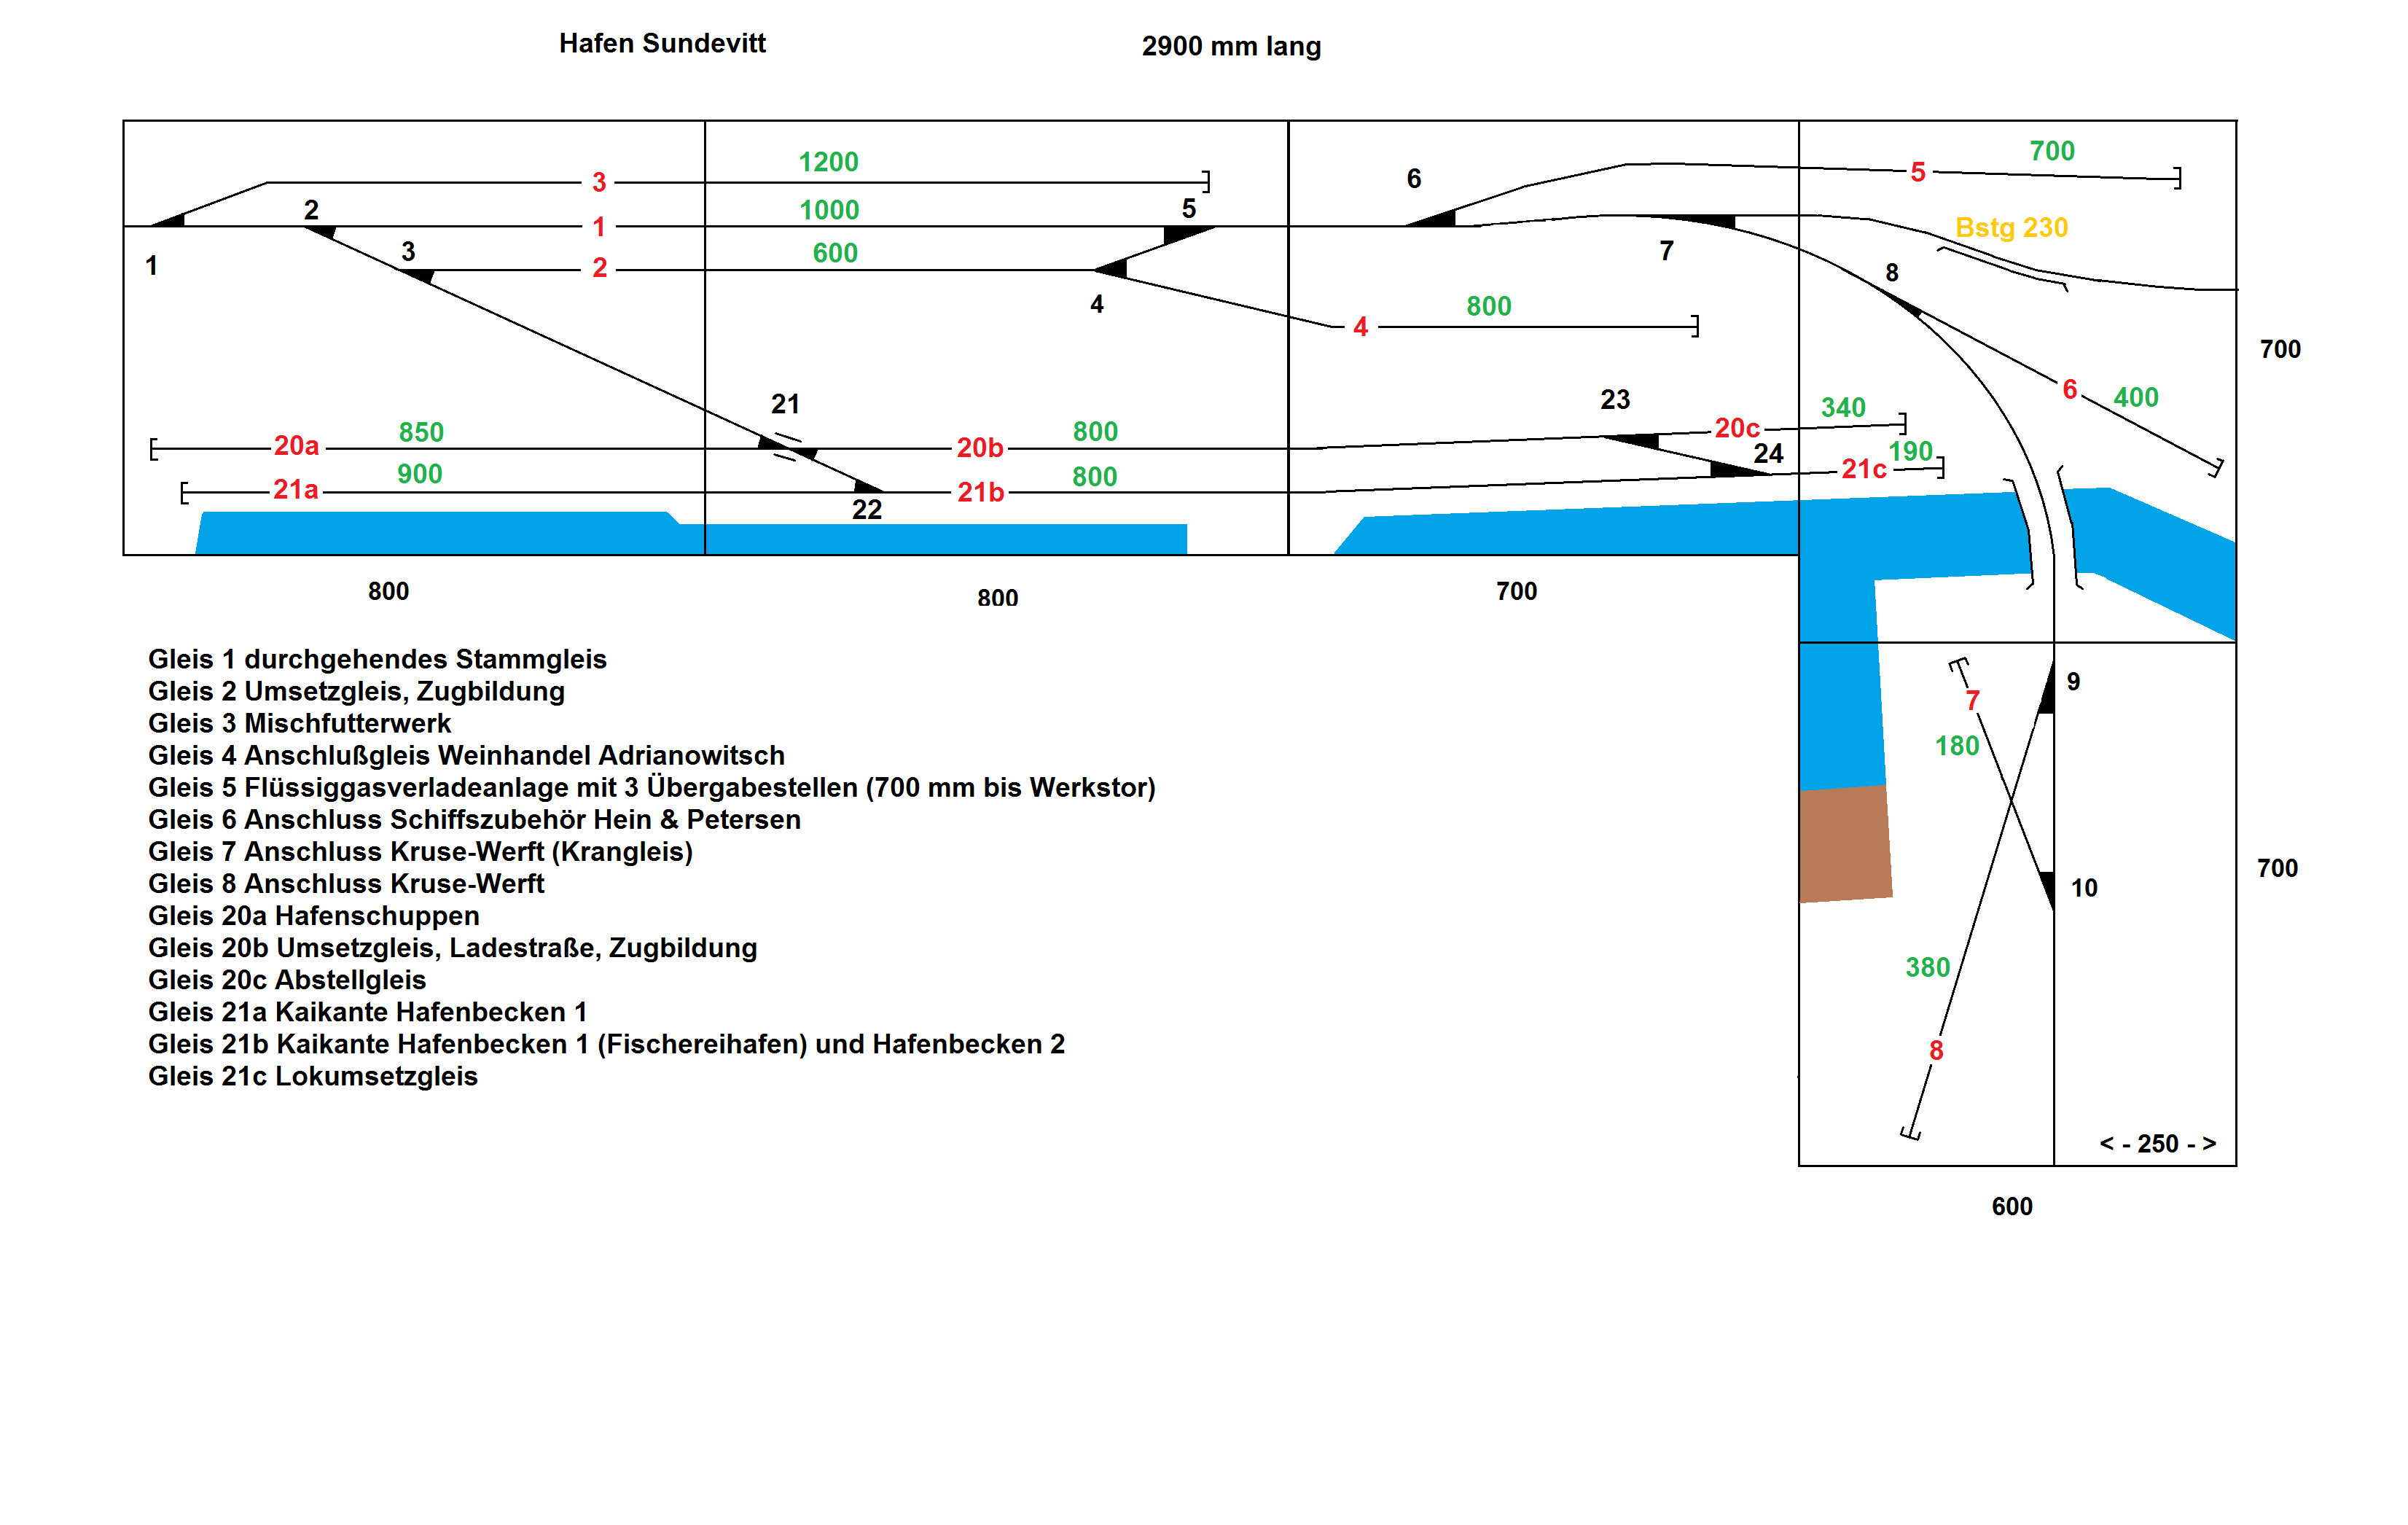 Hafen Sundevitt
2900 mm lang
1200
3
1000
2
1
5
600
3
2
1
4
6
700
5
Bstg 230
7
8
800
4
700
6
400
21
850
20a
900
21a
800
20b
800
21b
22
23
340
20c
24
190
21c
800
800
700
9
7
180
10
700
380
8
< - 250 - >
600
Gleis 1 durchgehendes Stammgleis
Gleis 2 Umsetzgleis, Zugbildung
Gleis 3 Mischfutterwerk
Gleis 4 Anschlußgleis Weinhandel Adrianowitsch
Gleis 5 Flüssiggasverladeanlage mit 3 Übergabestellen (700 mm bis Werkstor)
Gleis 6 Anschluss Schiffszubehör Hein & Petersen
Gleis 7 Anschluss Kruse-Werft (Krangleis)
Gleis 8 Anschluss Kruse-Werft
Gleis 20a Hafenschuppen
Gleis 20b Umsetzgleis, Ladestraße, Zugbildung
Gleis 20c Abstellgleis
Gleis 21a Kaikante Hafenbecken 1
Gleis 21b Kaikante Hafenbecken 1 (Fischereihafen) und Hafenbecken 2
Gleis 21c Lokumsetzgleis